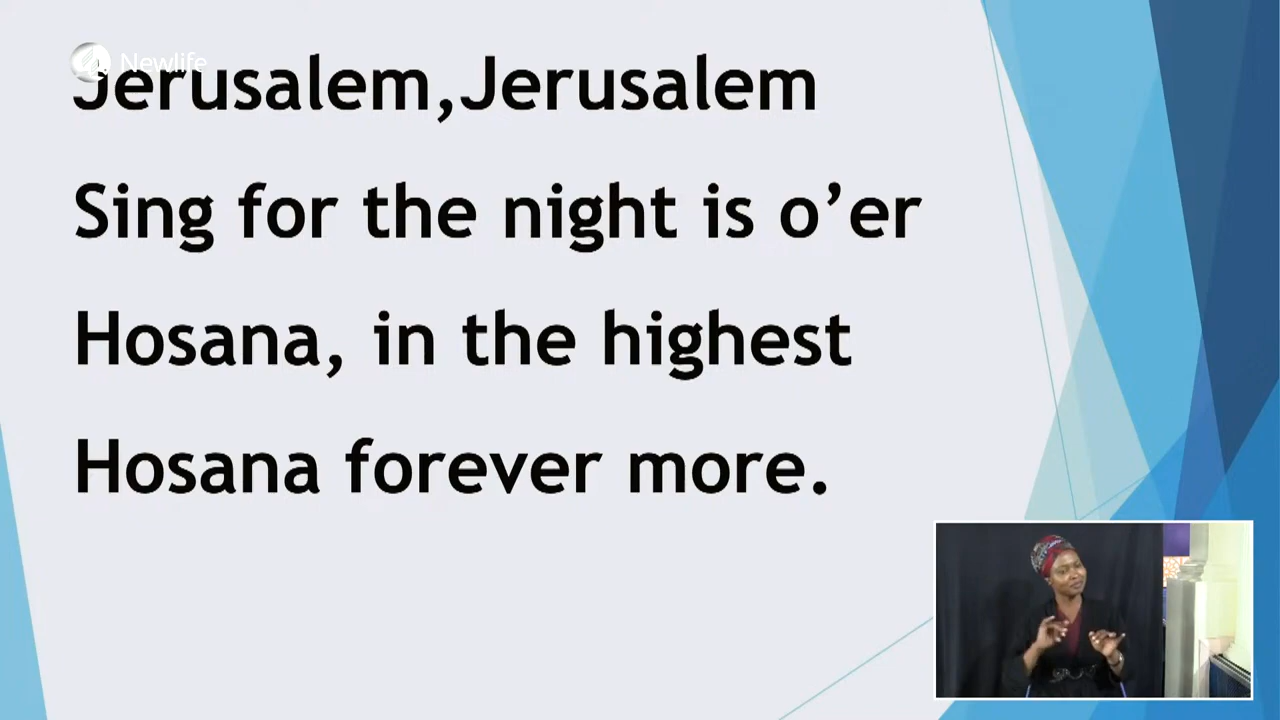 Newlife
Jerusalem,Jerusalem
Sing for the night is o’er
Hosana, in the highest
Hosana forever more.